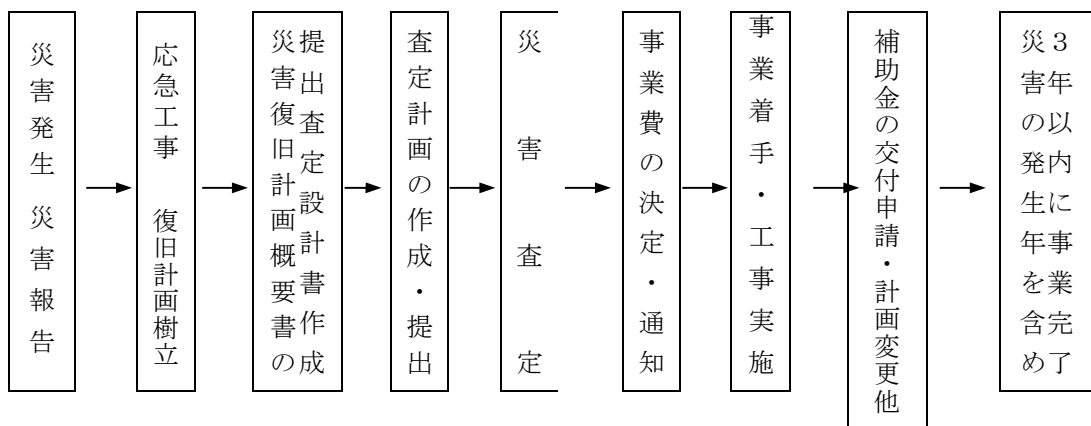 災害発生 災害報告
応急工事 復旧計画樹立
災害復旧計画概要書の
提出査定設計書作成
査定計画の作成・提出
災害査定
事業費の決定・通知
事業着手・工事実施
補助金の交付申請・計画変更他
災害の発生年を含め
３年以内に事業完了